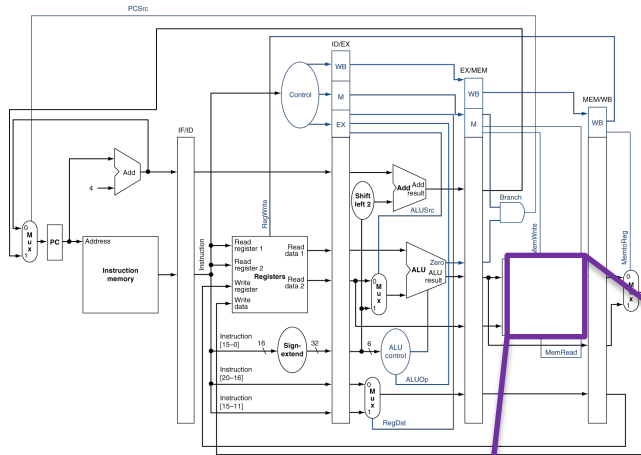 PCSrc
ID/EX
WB
EX/MEM
Control
M
WB
MEM/WB
EX
M
WB
IF/ID
Add
4
Add
Add
result
Shift
left 2
Branch
ALUSrc
RegWrite
MemWrite
MemtoReg
0
M
u
x
1
PC
Address
Instruction
memory
Instruction
Read
register 1
Read
register 2
Write
register
Write
data
Registers
Read
data 1
Read
data 2
0
M
u
x
1
Zero
ALU
ALU
result
0
M
u
x
1
Instruction
[15–0]
16
Sign-
extend
32
6
ALU
control
MemRead
Instruction
[20–16]
ALUOp
Instruction
[15–11]
0
M
u
x
1
RegDst